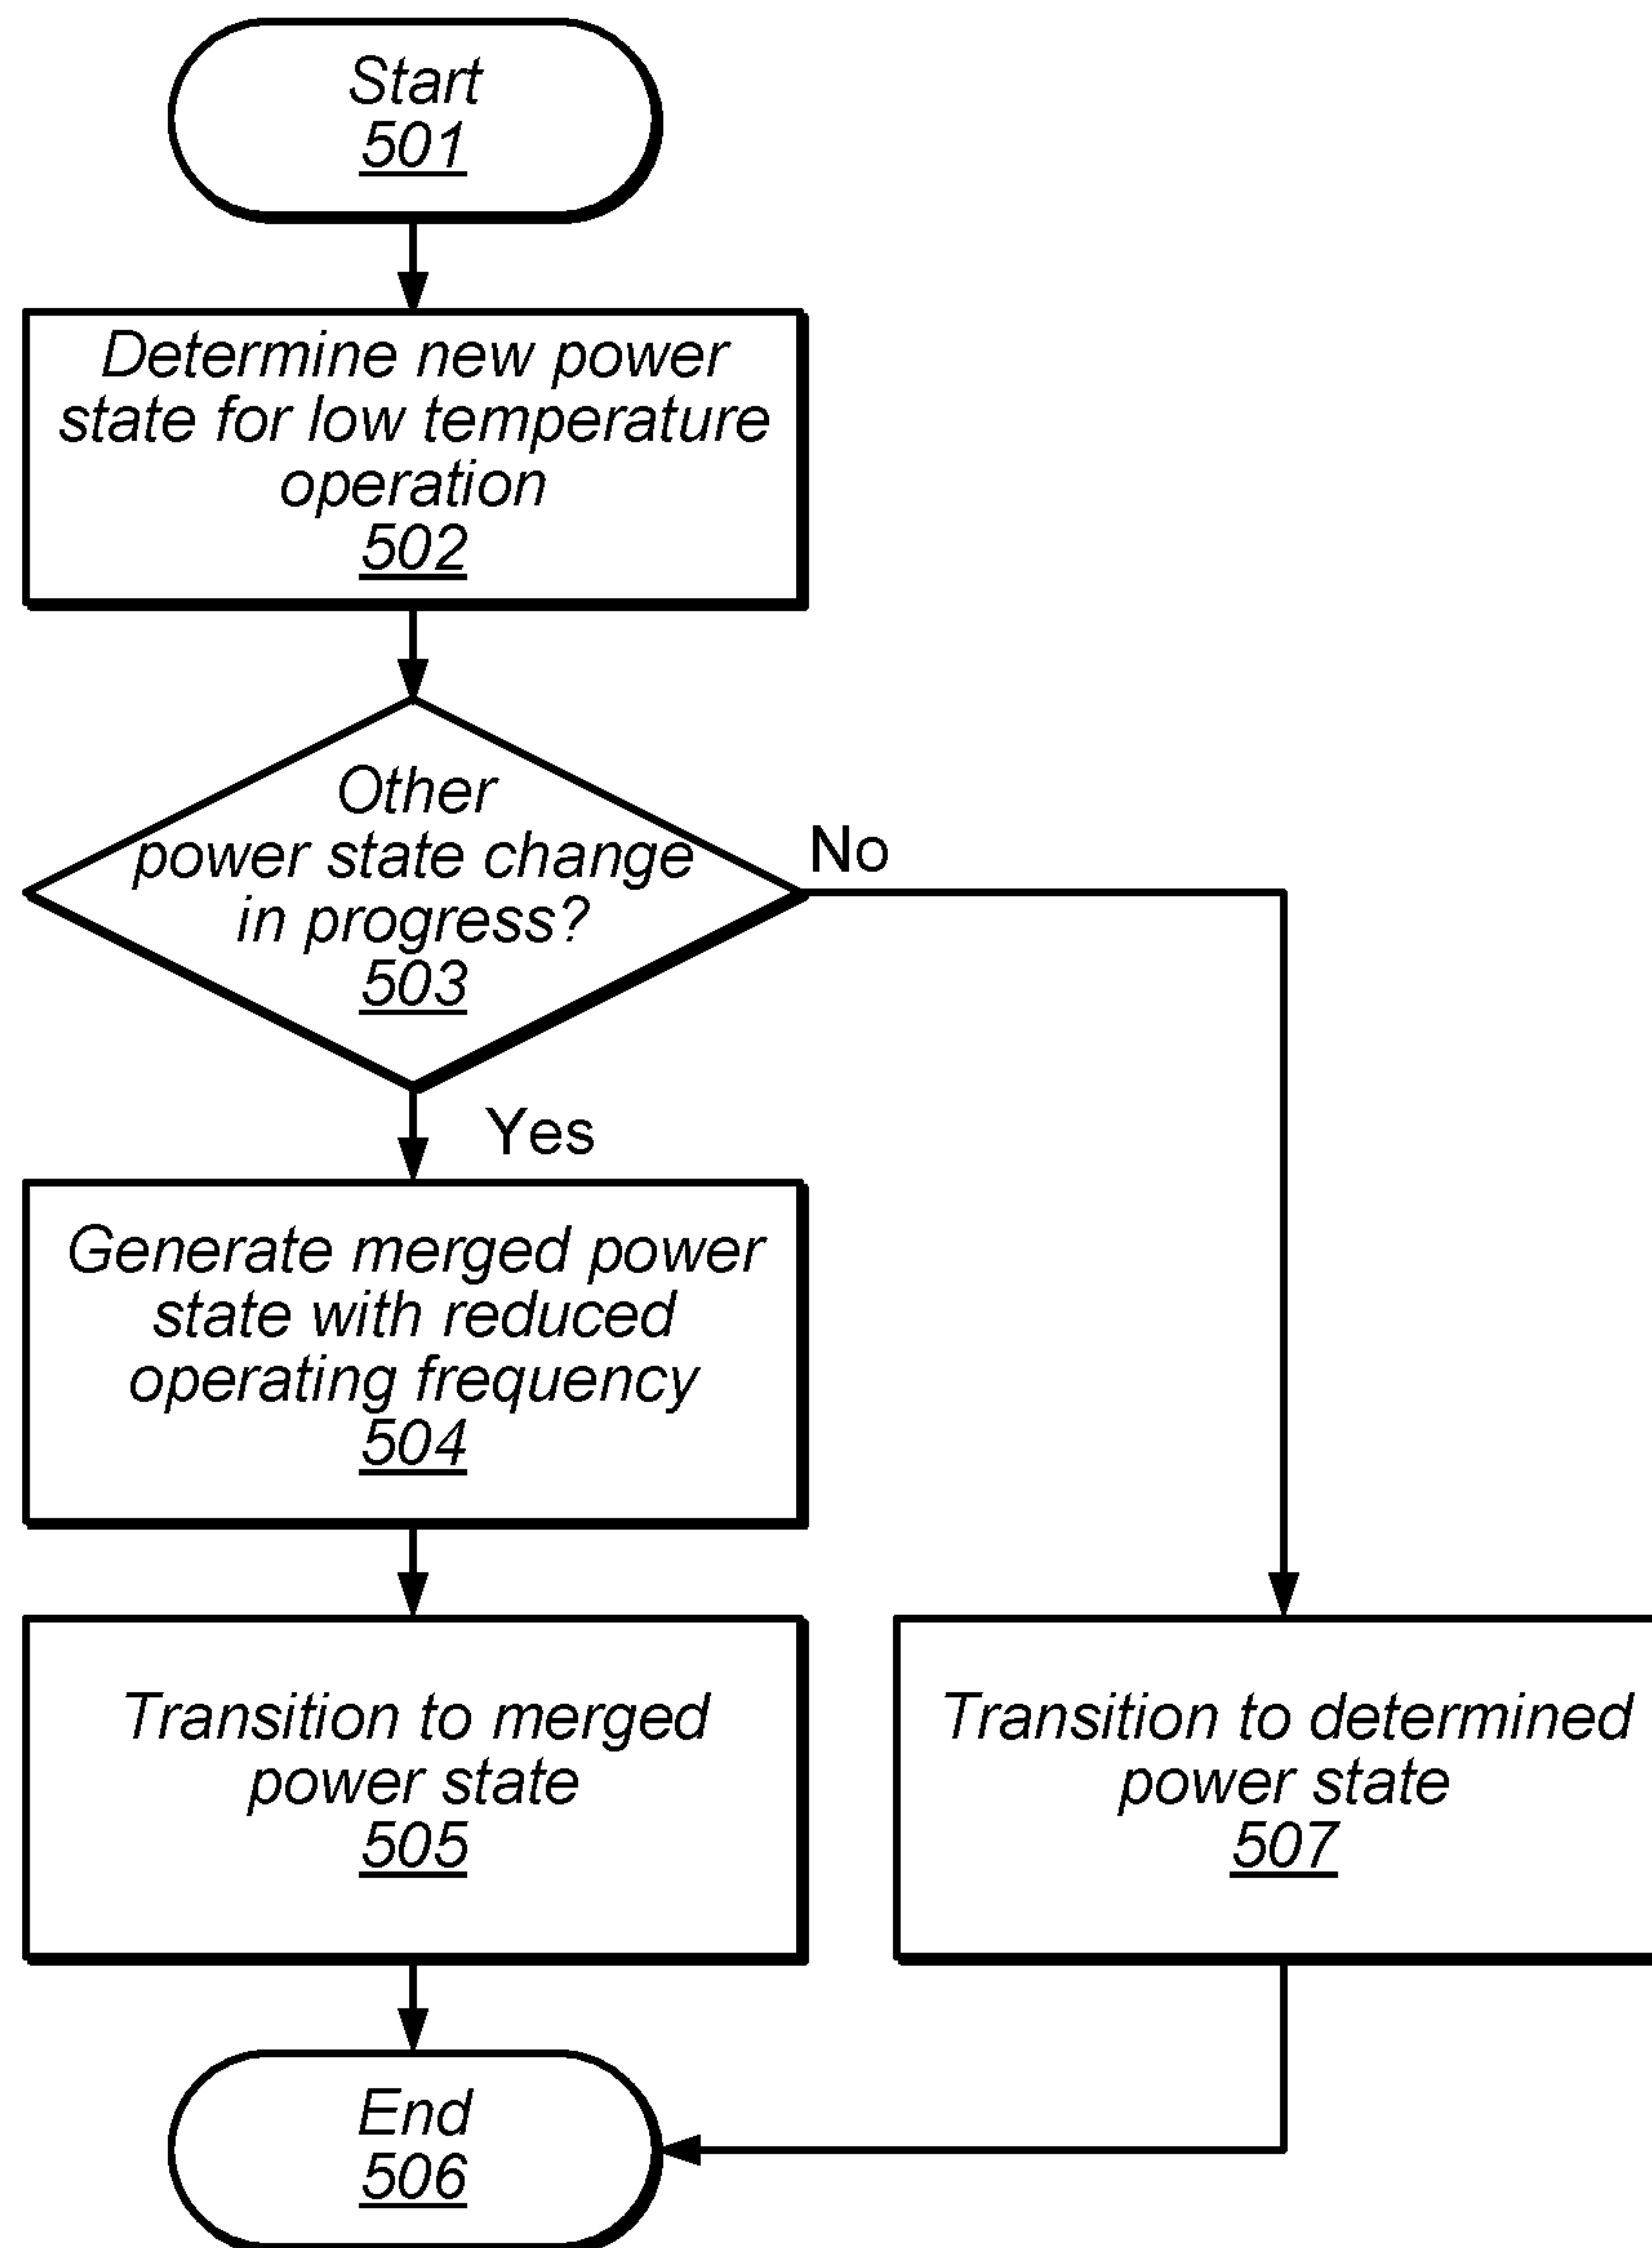 Start
501
Determine new power
state for low temperature
operation
502
Other
power state change
in progress?
503
No
Yes
Generate merged power
state with reduced
operating frequency
504
Transition to merged
power state
505
Transition to determined
power state
507
End
506